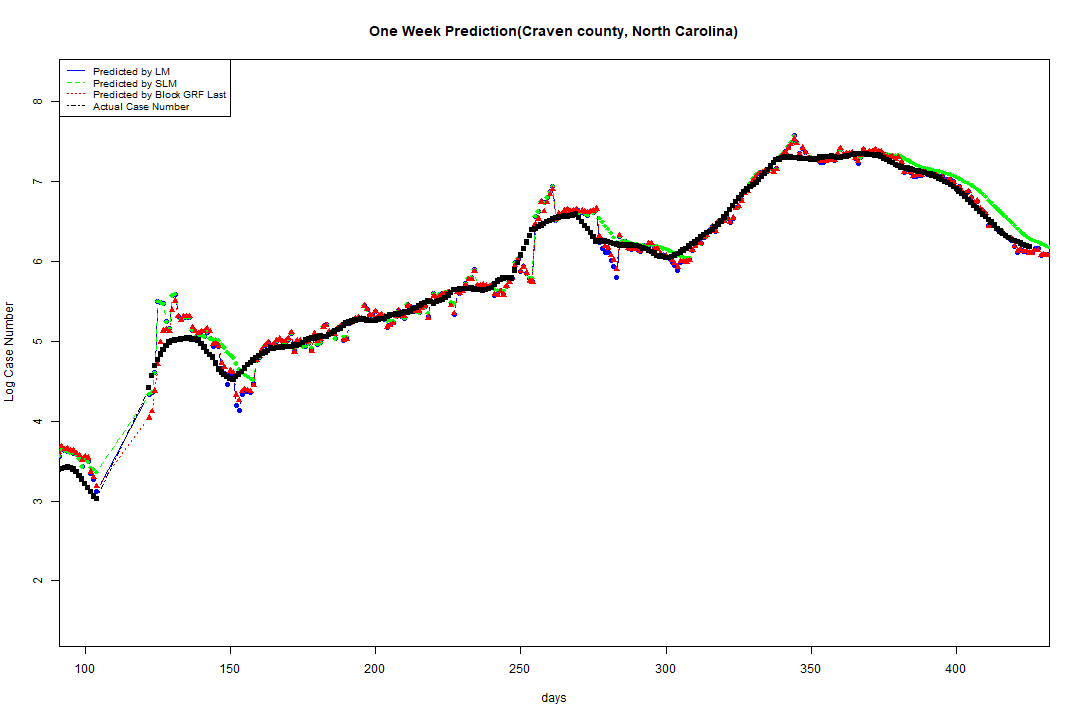 One Week Prediction(Craven county, North Carolina)
Predicted by LM
Predicted by SLM
Predicted by Block GRF Last
Actual Case Number
Log Case Number
8
7
6
5
4
3
2
100 150 200 250 300 350 400
days